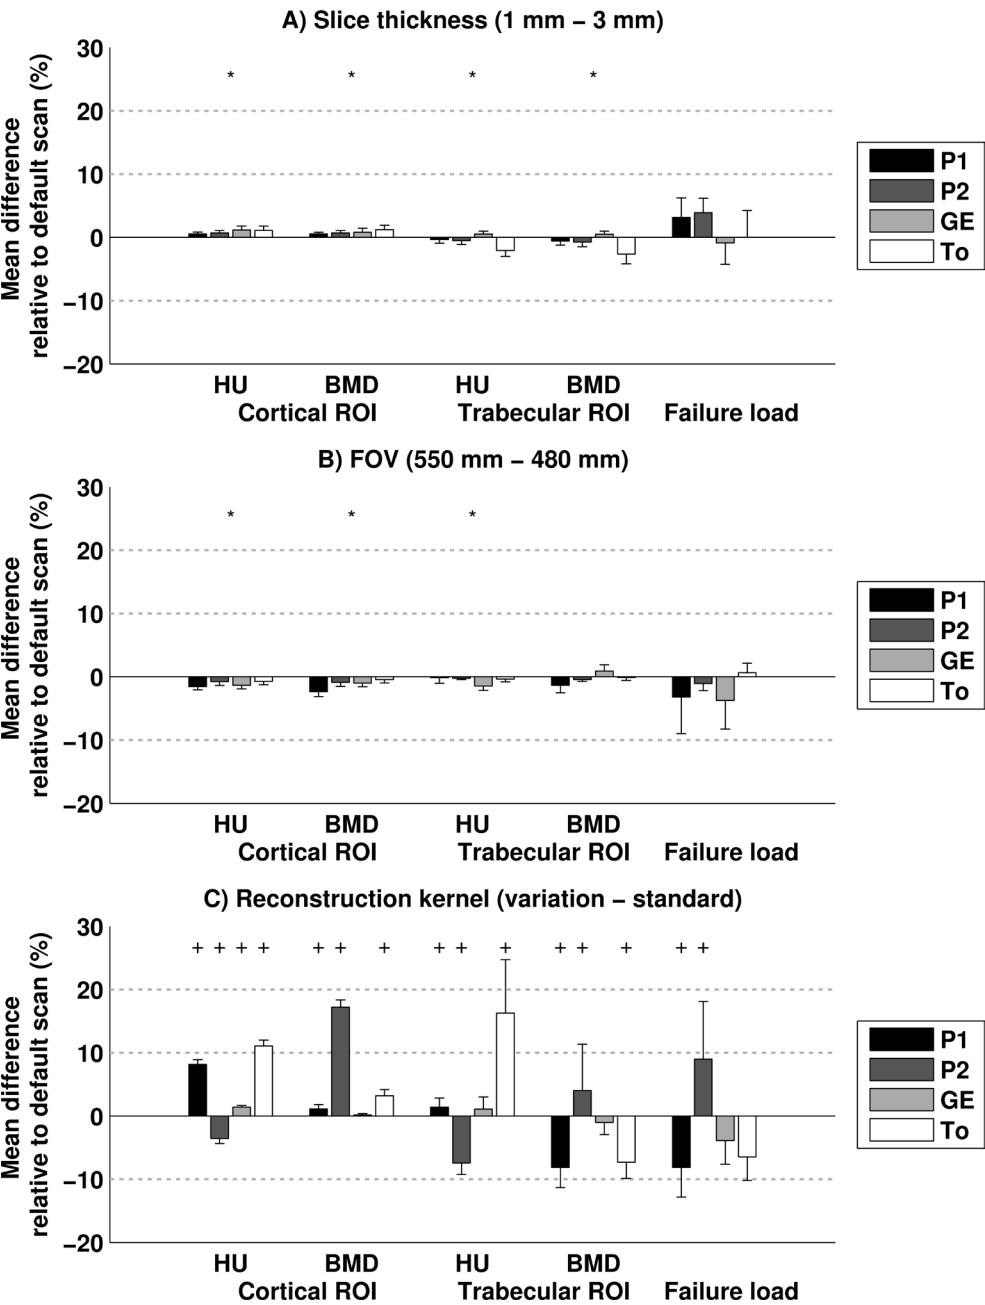 A) Slice thickness (1 mm − 3 mm)
Mean difference
relative to default scan (%)
30
20
10
0
−10
−20
* * * *
HU BMD HU BMD
Cortical ROI Trabecular ROI Failure load
P1
P2
GE
To
B) FOV (550 mm − 480 mm)
Mean difference
relative to default scan (%)
30
20
10
0
−10
−20
* * *
HU BMD HU BMD
Cortical ROI Trabecular ROI Failure load
P1
P2
GE
To
C) Reconstruction kernel (variation − standard)
Mean difference
relative to default scan (%)
30
20
10
0
−10
−20
+ + + + + + + + + + + + + + +
HU BMD HU BMD
Cortical ROI Trabecular ROI Failure load
P1
P2
GE
To